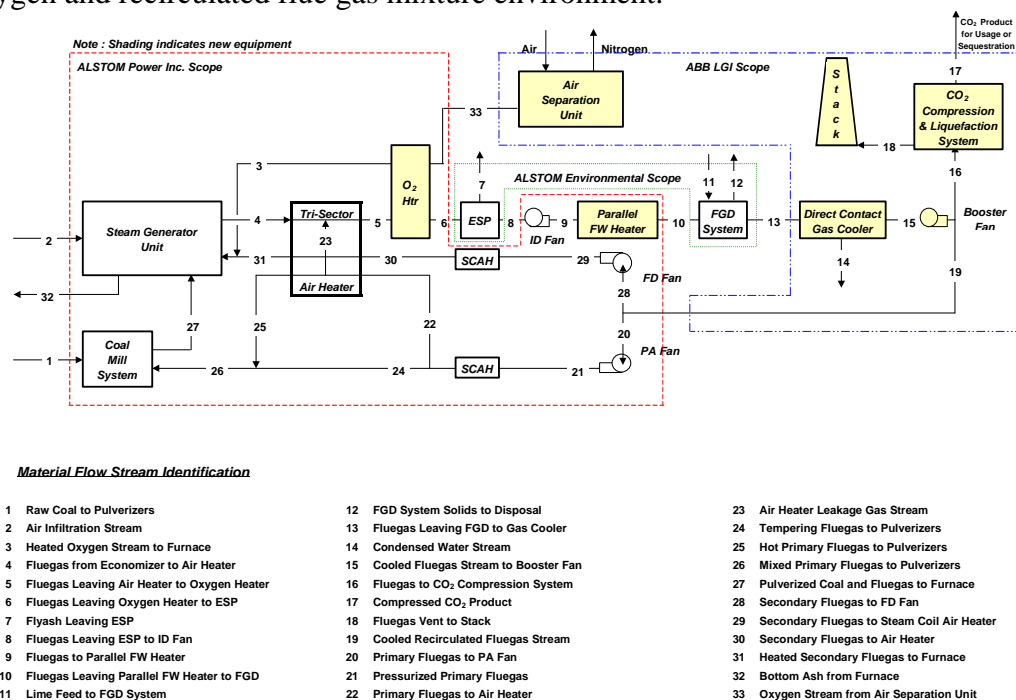 ygen and recirculated flue gas mixture environment.
Note : Shading indicates new equipment
ALSTOM Power Inc. Scope
Air
Nitrogen
ABB LGI Scope
CO2 Product
for Usage or
Sequestration
17
Air
Separation
Unit
S
t
a
c
k
CO2
Compression
& Liquefaction
System
33
18
3
O2
Htr
7
ALSTOM Environmental Scope
11
12
16
2
Steam Generator
Unit
4
Tri-Sector
23
Air Heater
5
6
ESP
8
ID Fan
9
Parallel
FW Heater
10
FGD
System
13
Direct Contact
Gas Cooler
15
Booster
Fan
31
30
SCAH
29
FD Fan
14
19
32
28
27
25
22
20
PA Fan
1
Coal
Mill
System
26
24
SCAH
21
Material Flow Stream Identification
1 Raw Coal to Pulverizers
2 Air Infiltration Stream
3 Heated Oxygen Stream to Furnace
4 Fluegas from Economizer to Air Heater
5 Fluegas Leaving Air Heater to Oxygen Heater
6 Fluegas Leaving Oxygen Heater to ESP
7 Flyash Leaving ESP
8 Fluegas Leaving ESP to ID Fan
9 Fluegas to Parallel FW Heater
10 Fluegas Leaving Parallel FW Heater to FGD
11 Lime Feed to FGD System
12 FGD System Solids to Disposal
13 Fluegas Leaving FGD to Gas Cooler
14 Condensed Water Stream
15 Cooled Fluegas Stream to Booster Fan
16 Fluegas to CO2 Compression System
17 Compressed CO2 Product
18 Fluegas Vent to Stack
19 Cooled Recirculated Fluegas Stream
20 Primary Fluegas to PA Fan
21 Pressurized Primary Fluegas
22 Primary Fluegas to Air Heater
23 Air Heater Leakage Gas Stream
24 Tempering Fluegas to Pulverizers
25 Hot Primary Fluegas to Pulverizers
26 Mixed Primary Fluegas to Pulverizers
27 Pulverized Coal and Fluegas to Furnace
28 Secondary Fluegas to FD Fan
29 Secondary Fluegas to Steam Coil Air Heater
30 Secondary Fluegas to Air Heater
31 Heated Secondary Fluegas to Furnace
32 Bottom Ash from Furnace
33 Oxygen Stream from Air Separation Unit